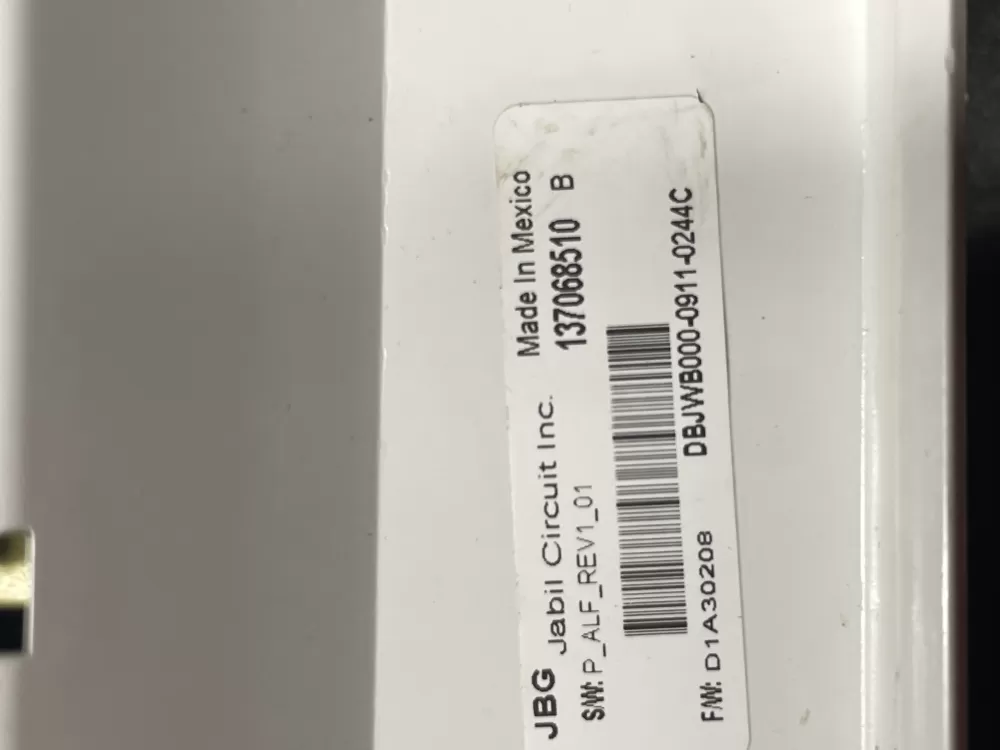 JBG Jabil Circuit Inc. Made In Mexico
S/W: P_ALF_REV1_01 137068510 B
F/W: D1A30208 DBJWB000-0911-0244C